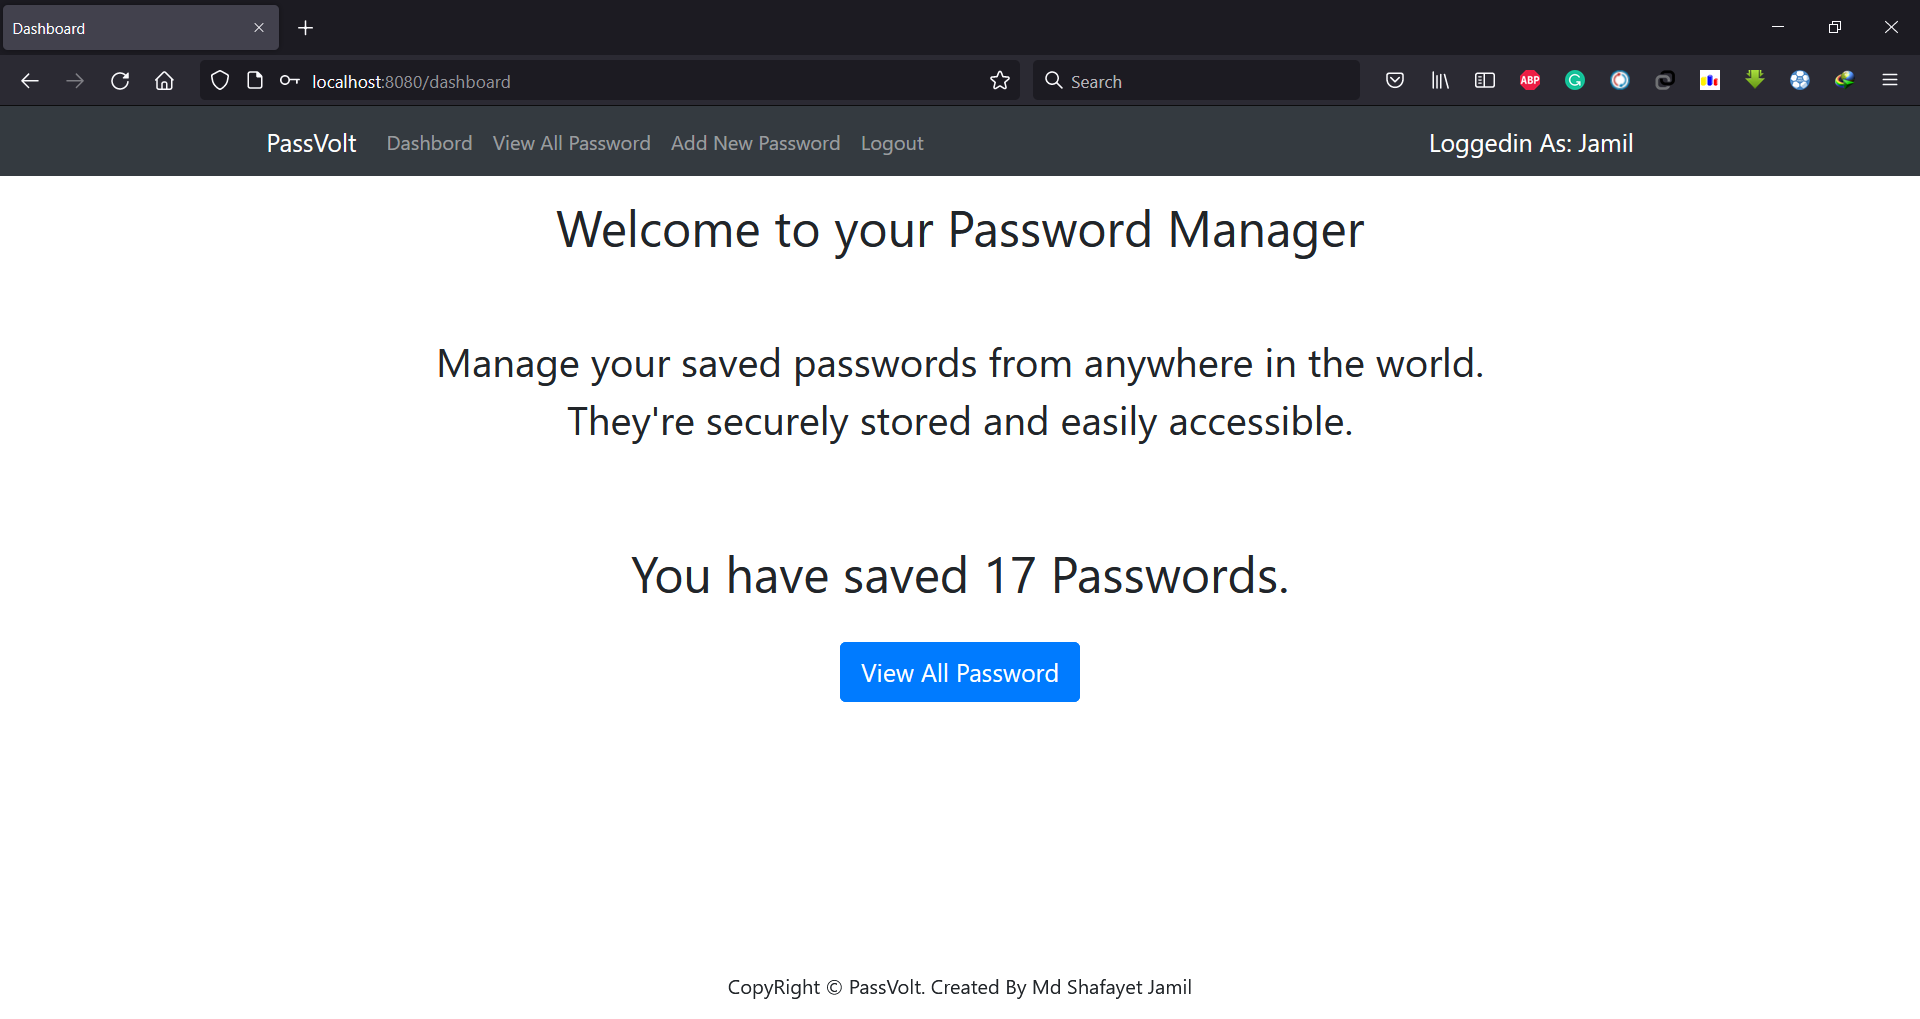 Dashboard
localhost:8080/dashboard
Search
ABP
PassVolt Dashbord View All Password Add New Password Logout Loggedin As: Jamil
Welcome to your Password Manager
Manage your saved passwords from anywhere in the world.
They're securely stored and easily accessible.
You have saved 17 Passwords.
View All Password
CopyRight © PassVolt. Created By Md Shafayet Jamil